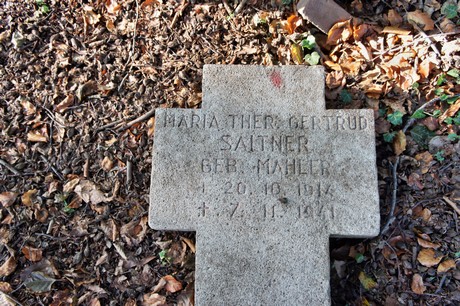 MARIA THER. GERTRUD
SALTNER
GEB. MAHLER
* 20.10.1914
† 7.11.1941